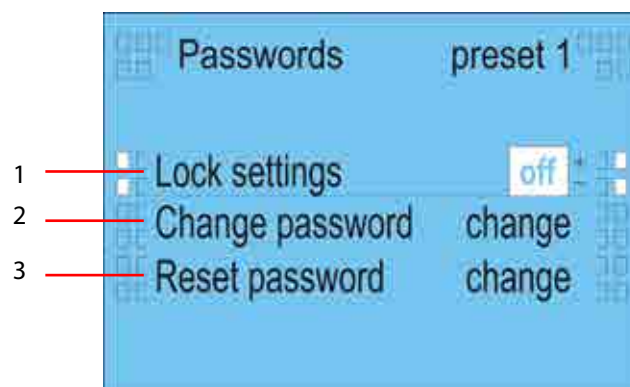 Passwords preset 1
1 Lock settings off + -
2 Change password change
3 Reset password change